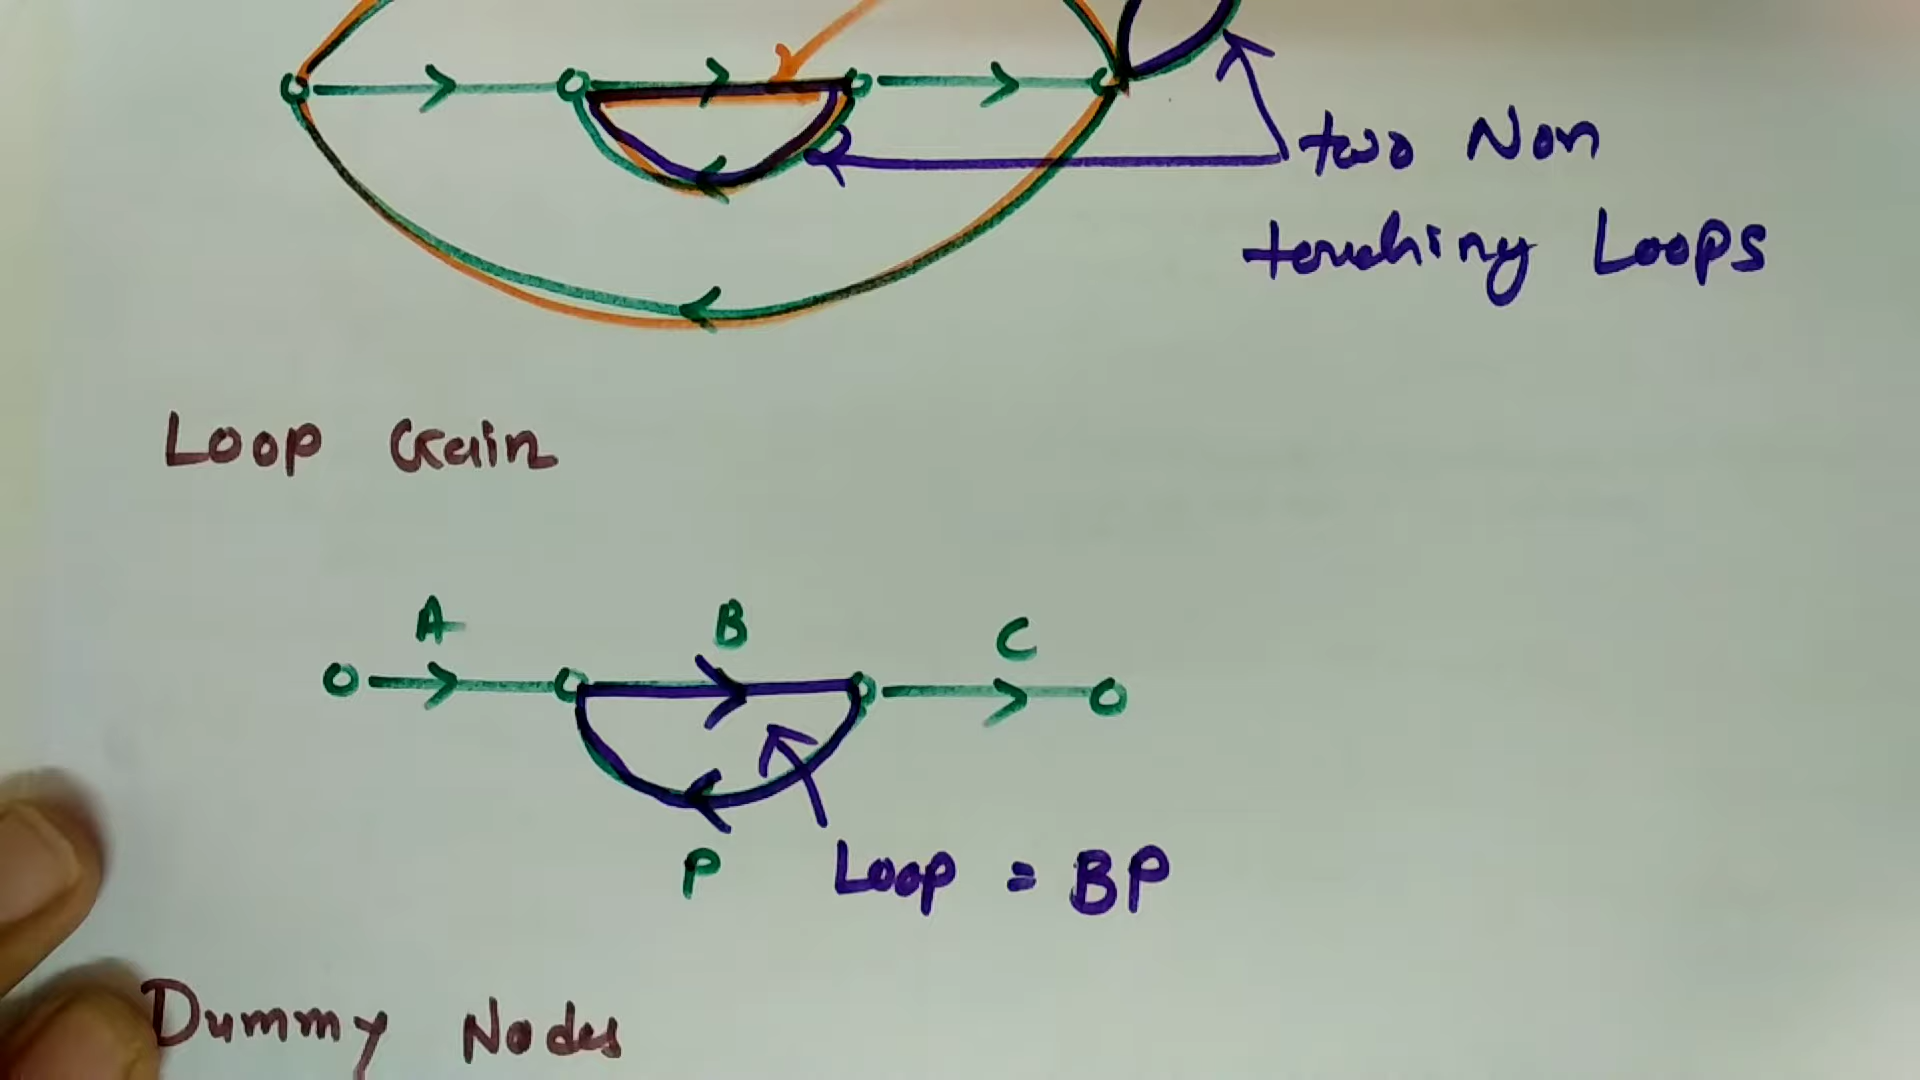 two Non
touching Loops
Loop Gain
A B C
P Loop = BP
Dummy Nodes